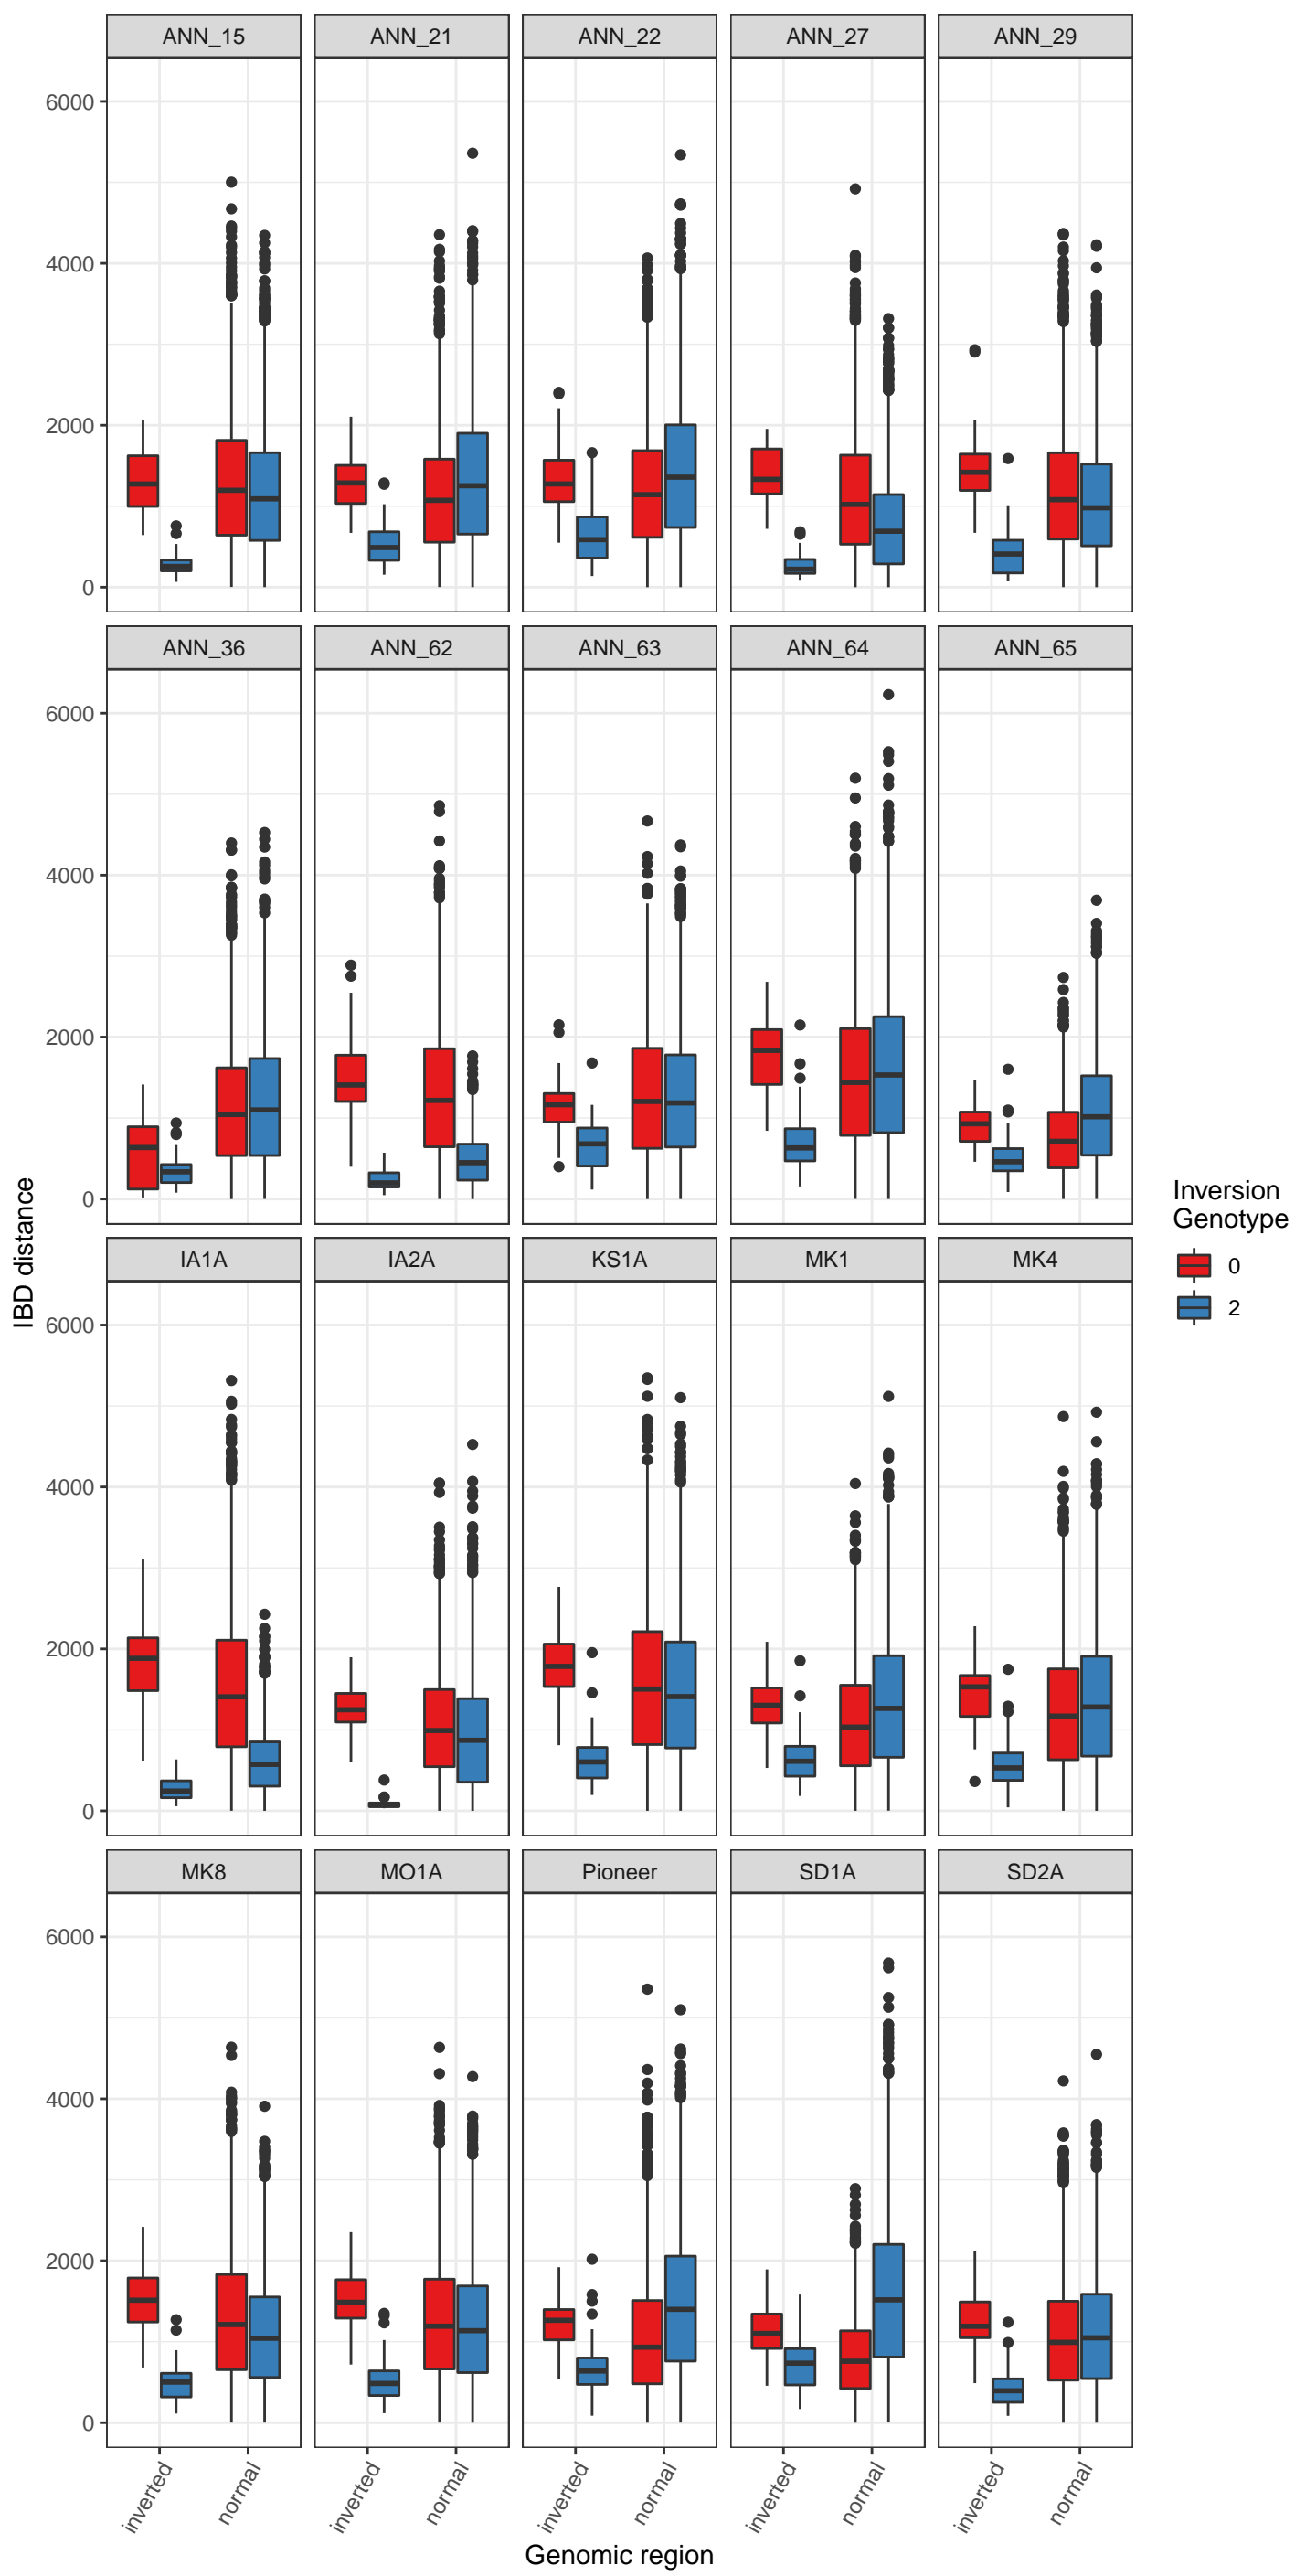 ANN_15 ANN_21 ANN_22 ANN_27 ANN_29
6000
4000
2000
0
ANN_36 ANN_62 ANN_63 ANN_64 ANN_65
6000
4000
2000
0
IA1A IA2A KS1A MK1 MK4
6000
4000
2000
0
MK8 MO1A Pioneer SD1A SD2A
6000
4000
2000
0
inverted normal inverted normal inverted normal inverted normal inverted normal
Genomic region
IBD distance
Inversion
Genotype
0
2